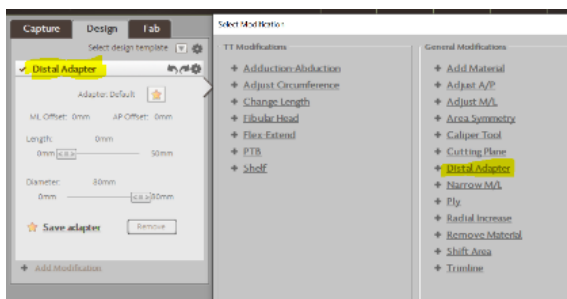 Capture Design Fab
Select design template
Distal Adapter
Adapter: Default
ML Offset: 0mm AP Offset: 0mm
Length: 0mm
0mm 50mm
Diameter: 80mm
0mm 80mm
Save adapter Remove
Add Modification
Select Modification
TT Modifications
Adduction-Abduction
Adjust Circumference
Change Length
Fibular Head
Flex-Extend
PTB
Shelf
General Modifications
Add Material
Adjust A/P
Adjust M/L
Area Symmetry
Caliper Tool
Cutting Plane
Distal Adapter
Narrow M/L
Ply
Radial Increase
Remove Material
Shift Area
Trimline